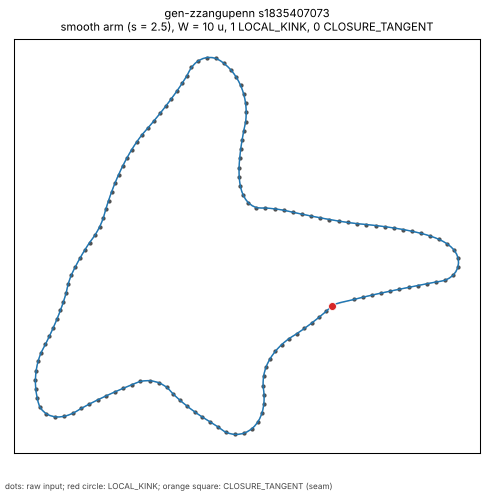 gen-zzangupenn s1835407073
smooth arm (s = 2.5), W = 10 u, 1 LOCAL_KINK, 0 CLOSURE_TANGENT
dots: raw input; red circle: LOCAL_KINK; orange square: CLOSURE_TANGENT (seam)